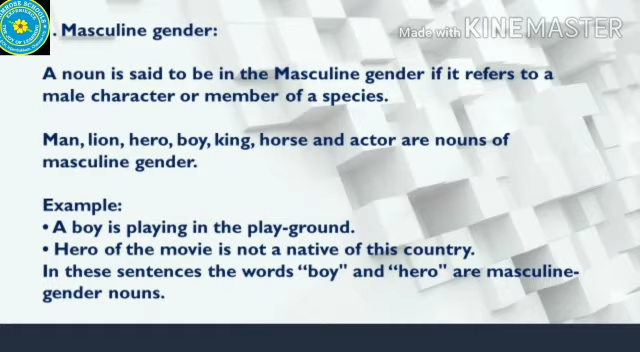 . Masculine gender:
Made with KINEMASTER
A noun is said to be in the Masculine gender if it refers to a
male character or member of a species.
Man, lion, hero, boy, king, horse and actor are nouns of
masculine gender.
Example:
• A boy is playing in the play-ground.
• Hero of the movie is not a native of this country.
In these sentences the words “boy" and “hero" are masculine-
gender nouns.